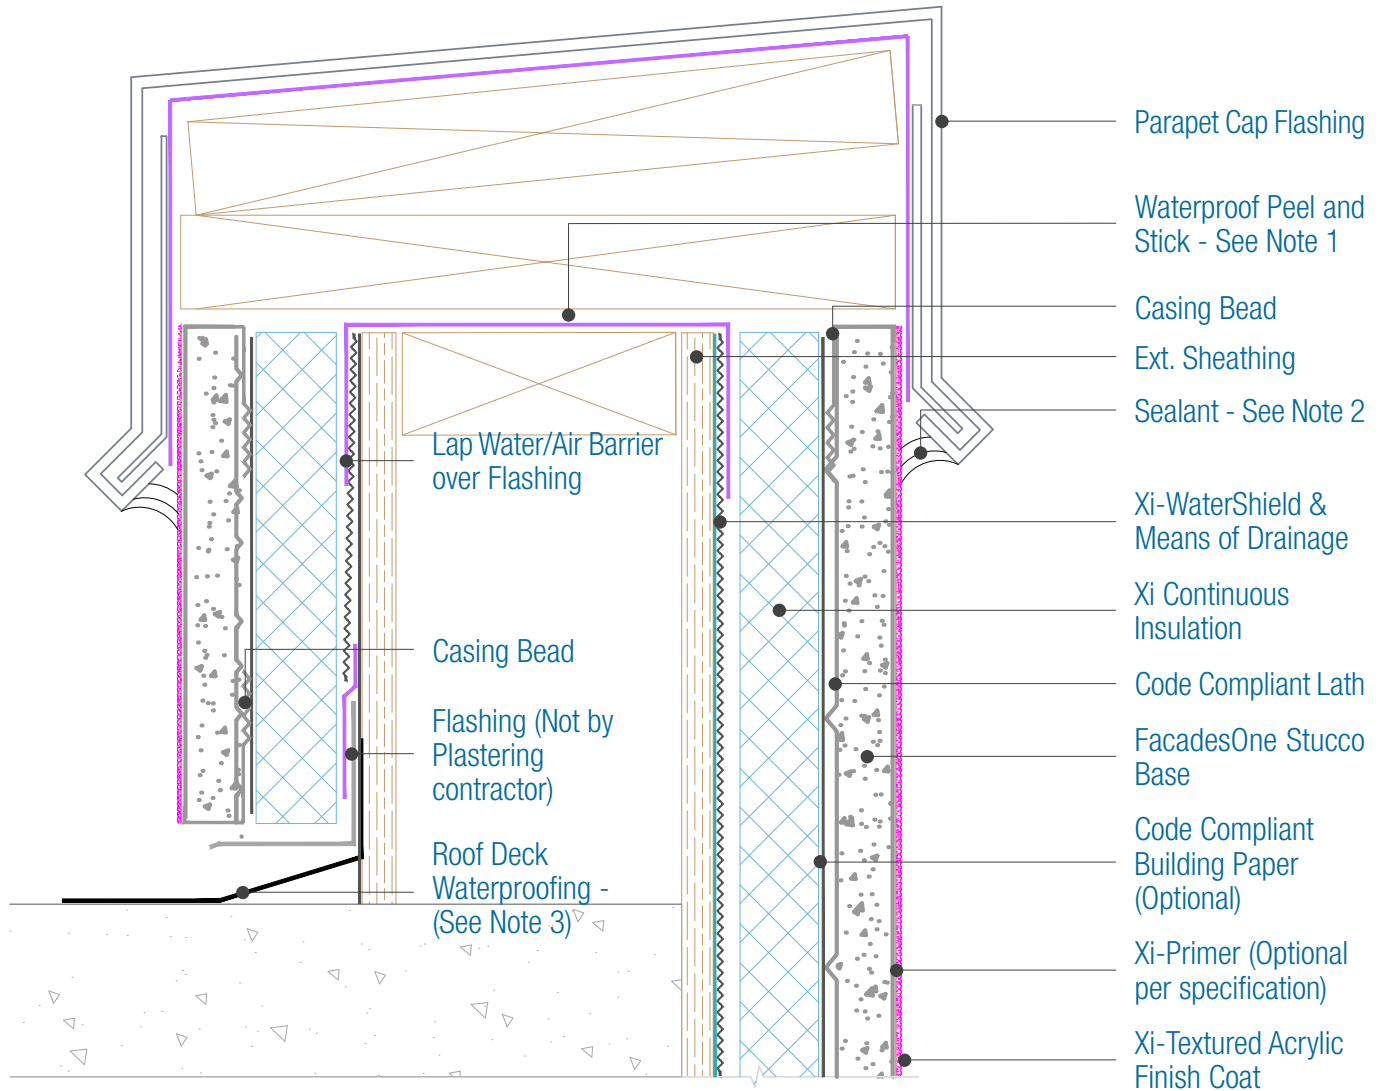 Parapet Cap Flashing
Waterproof Peel and
Stick - See Note 1
Casing Bead
Ext. Sheathing
Sealant - See Note 2
Lap Water/Air Barrier
over Flashing
Xi-WaterShield &
Means of Drainage
Xi Continuous
Insulation
Casing Bead
Code Compliant Lath
Flashing (Not by
Plastering
contractor)
FacadesOne Stucco
Base
Roof Deck
Waterproofing -
(See Note 3)
Code Compliant
Building Paper
(Optional)
Xi-Primer (Optional
per specification)
Xi-Textured Acrylic
Finish Coat